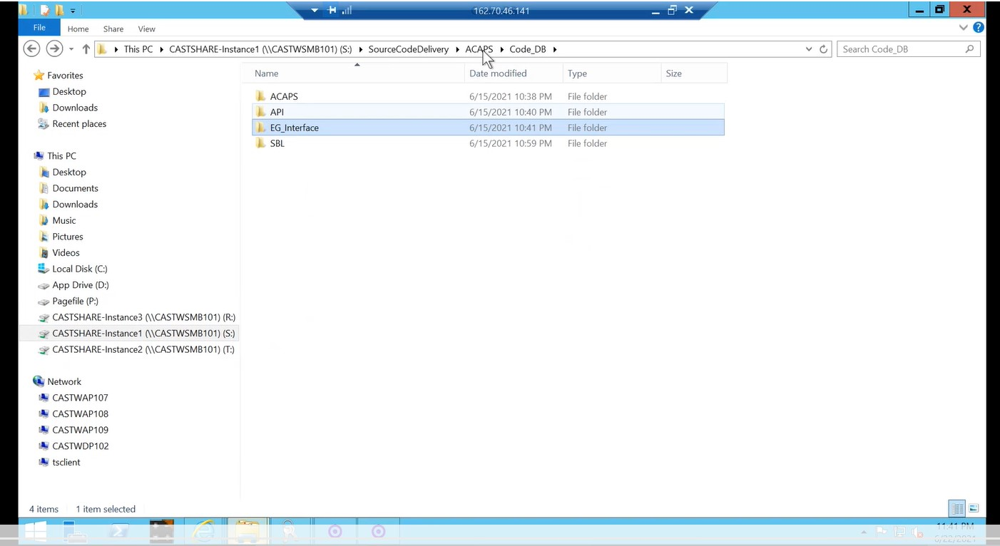 162.70.46.141
File Home Share View
This PC CASTSHARE-Instance1 (\\CASTWSMB101) (S:) SourceCodeDelivery ACAPS Code_DB Search Code_DB
Favorites
Desktop
Downloads
Recent places
This PC
Desktop
Documents
Downloads
Music
Pictures
Videos
Local Disk (C:)
App Drive (D:)
Pagefile (P:)
CASTSHARE-Instance3 (\\CASTWSMB101) (R:)
CASTSHARE-Instance1 (\\CASTWSMB101) (S:)
CASTSHARE-Instance2 (\\CASTWSMB101) (T:)
Network
CASTWAP107
CASTWAP108
CASTWAP109
CASTWDP102
tsclient
Name Date modified Type Size
ACAPS 6/15/2021 10:38 PM File folder
API 6/15/2021 10:40 PM File folder
EG_Interface 6/15/2021 10:41 PM File folder
SBL 6/15/2021 10:59 PM File folder
4 items 1 item selected
11:41 PM
6/22/2021